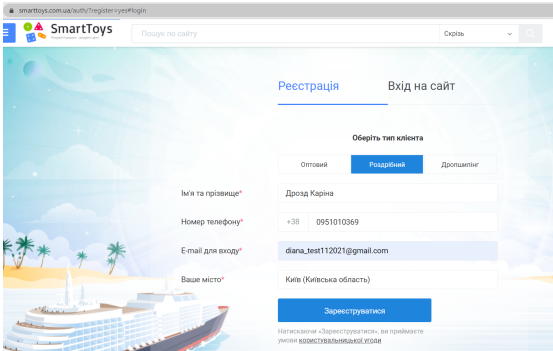 smarttoys.com.ua/auth/?register=yes#login
SmartToys
Пошук по сайту
Скрізь
Реєстрація
Вхід на сайт
Оберіть тип клієнта
Оптовий
Роздрібний
Дропшипінг
Ім'я та прізвище*
Дрозд Каріна
Номер телефону*
+38
0951010369
E-mail для входу*
diana_test112021@gmail.com
Ваше місто*
Київ (Київська область)
Зареєструватися
Натискаючи «Зареєструватися», ви приймаєте
умови користувальницької угоди